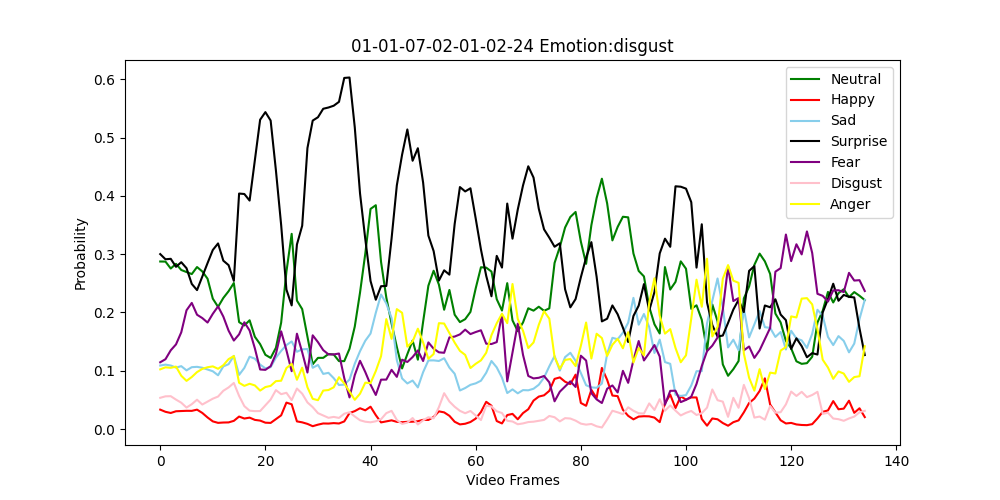 01-01-07-02-01-02-24 Emotion:disgust
Probability
0.6
0.5
0.4
0.3
0.2
0.1
0.0
0 20 40 60 80 100 120 140
Video Frames
Neutral
Happy
Sad
Surprise
Fear
Disgust
Anger